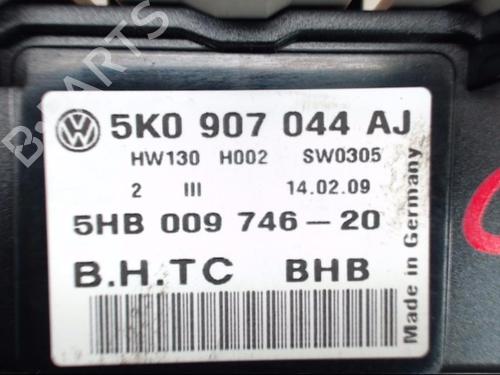 5K0 907 044 AJ
HW130 H002 SW0305
2 III 14.02.09
5HB 009 746-20
B.H.TC BHB
Made in Germany
B-PARTS